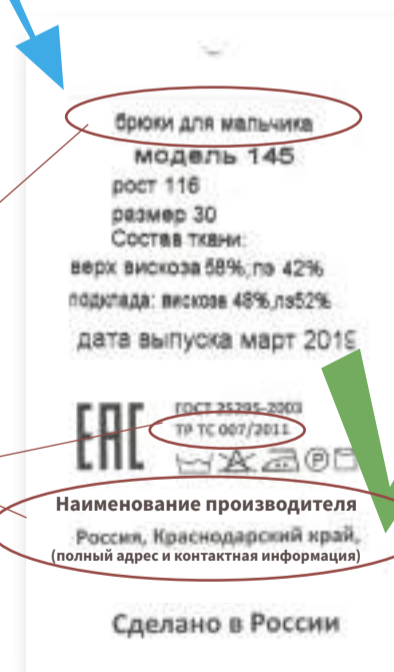 брюки для мальчика
модель 145
рост 116
размер 30
Состав ткани:
верх вискоза 58%, пэ 42%
подклада: вискоза 48%,пэ52%
дата выпуска март 2019
EAC
ГОСТ 25295-2003
ТР ТС 007/2011
P
Наименование производителя
Россия, Краснодарский край,
(полный адрес и контактная информация)
Сделано в России